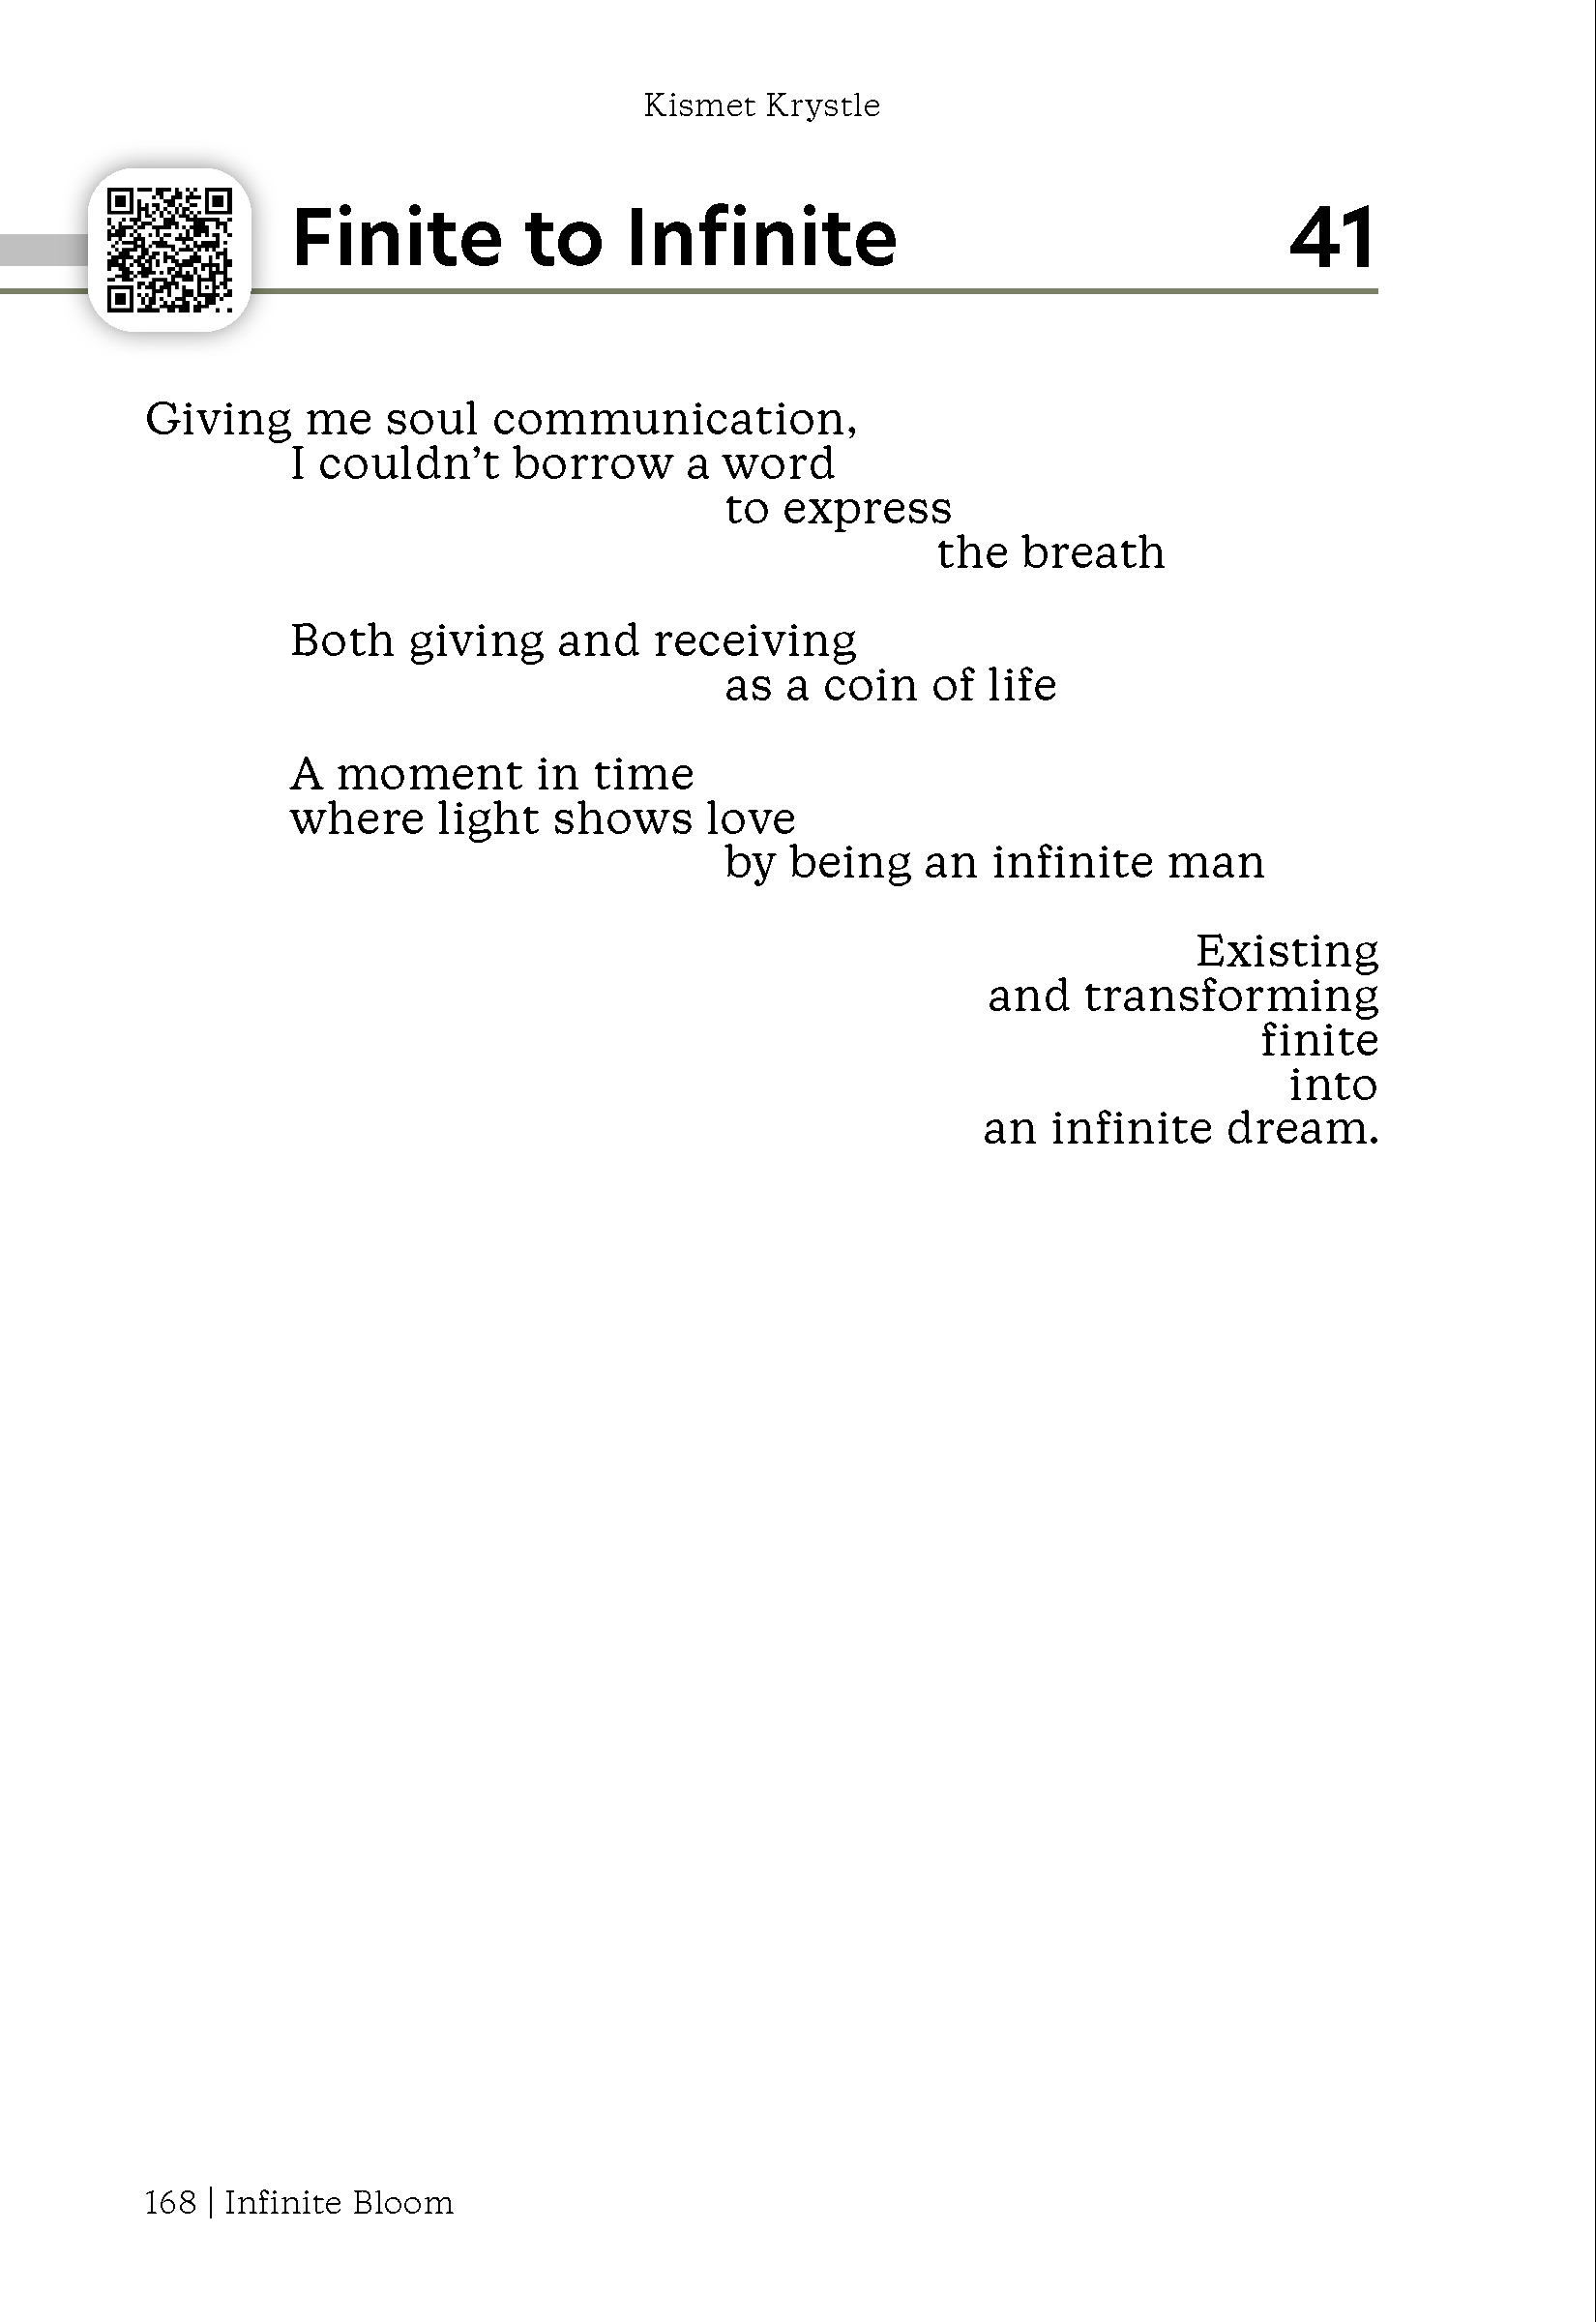 Kismet Krystle
Finite to Infinite 41
Giving me soul communication,
I couldn’t borrow a word
to express
the breath
Both giving and receiving
as a coin of life
A moment in time
where light shows love
by being an infinite man
Existing
and transforming
finite
into
an infinite dream.
168 | Infinite Bloom